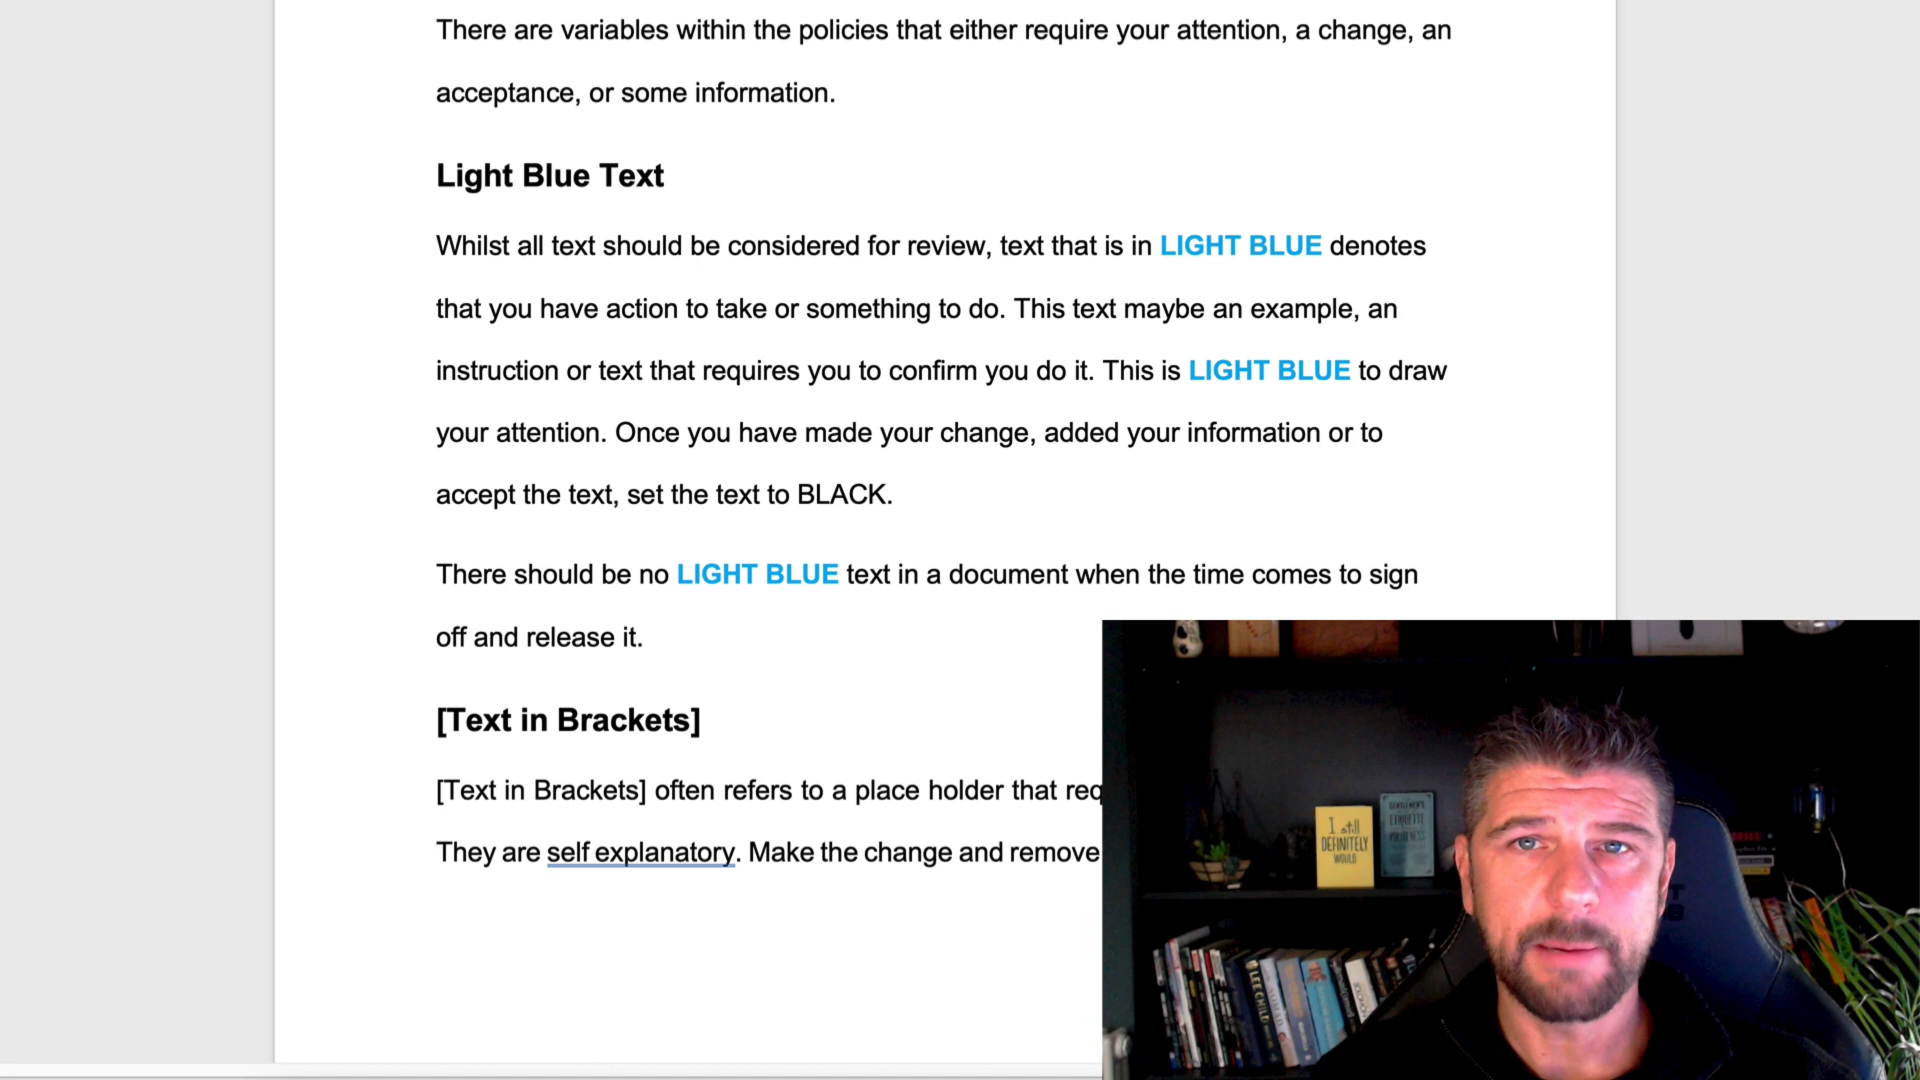 There are variables within the policies that either require your attention, a change, an
acceptance, or some information.
Light Blue Text
Whilst all text should be considered for review, text that is in LIGHT BLUE denotes
that you have action to take or something to do. This text maybe an example, an
instruction or text that requires you to confirm you do it. This is LIGHT BLUE to draw
your attention. Once you have made your change, added your information or to
accept the text, set the text to BLACK.
There should be no LIGHT BLUE text in a document when the time comes to sign
off and release it.
[Text in Brackets]
[Text in Brackets] often refers to a place holder that req
They are self explanatory. Make the change and remove
I still
DEFINITELY
WOULD
GENTLEMEN'S
ETIQUETTE
LEE CHILD